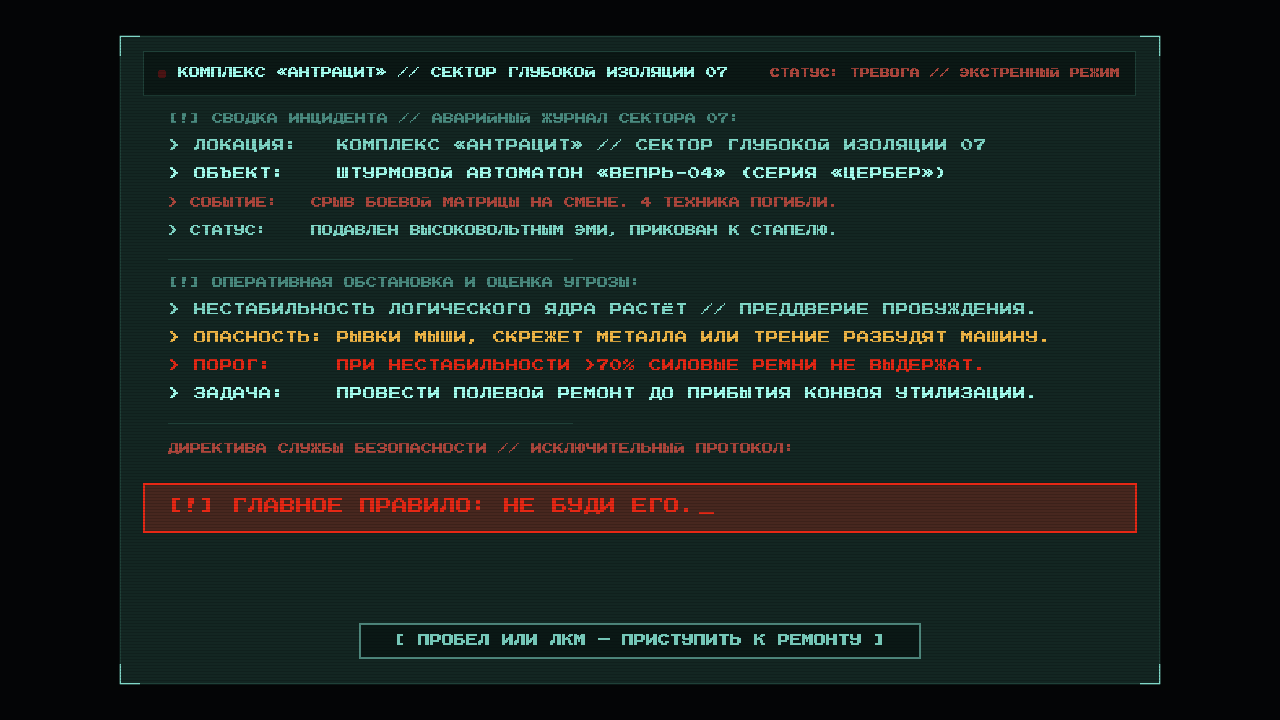 КОМПЛЕКС «АНТРАЦИТ» // СЕКТОР ГЛУБОКОЙ ИЗОЛЯЦИИ 07 СТАТУС: ТРЕВОГА // ЭКСТРЕННЫЙ РЕЖИМ
[!] СВОДКА ИНЦИДЕНТА // АВАРИЙНЫЙ ЖУРНАЛ СЕКТОРА 07:
> ЛОКАЦИЯ: КОМПЛЕКС «АНТРАЦИТ» // СЕКТОР ГЛУБОКОЙ ИЗОЛЯЦИИ 07
> ОБЪЕКТ: ШТУРМОВОЙ АВТОМАТОН «ВЕПРЬ-04» (СЕРИЯ «ЦЕРБЕР»)
> СОБЫТИЕ: СРЫВ БОЕВОЙ МАТРИЦЫ НА СМЕНЕ. 4 ТЕХНИКА ПОГИБЛИ.
> СТАТУС: ПОДАВЛЕН ВЫСОКОВОЛЬТНЫМ ЭМИ, ПРИКОВАН К СТАПЕЛЮ.
[!] ОПЕРАТИВНАЯ ОБСТАНОВКА И ОЦЕНКА УГРОЗЫ:
> НЕСТАБИЛЬНОСТЬ ЛОГИЧЕСКОГО ЯДРА РАСТЁТ // ПРЕДДВЕРИЕ ПРОБУЖДЕНИЯ.
> ОПАСНОСТЬ: РЫВКИ МЫШИ, СКРЕЖЕТ МЕТАЛЛА ИЛИ ТРЕНИЕ РАЗБУДЯТ МАШИНУ.
> ПОРОГ: ПРИ НЕСТАБИЛЬНОСТИ >70% СИЛОВЫЕ РЕМНИ НЕ ВЫДЕРЖАТ.
> ЗАДАЧА: ПРОВЕСТИ ПОЛЕВОЙ РЕМОНТ ДО ПРИБЫТИЯ КОНВОЯ УТИЛИЗАЦИИ.
ДИРЕКТИВА СЛУЖБЫ БЕЗОПАСНОСТИ // ИСКЛЮЧИТЕЛЬНЫЙ ПРОТОКОЛ:
[!] ГЛАВНОЕ ПРАВИЛО: НЕ БУДИ ЕГО._
[ ПРОБЕЛ ИЛИ ЛКМ — ПРИСТУПИТЬ К РЕМОНТУ ]